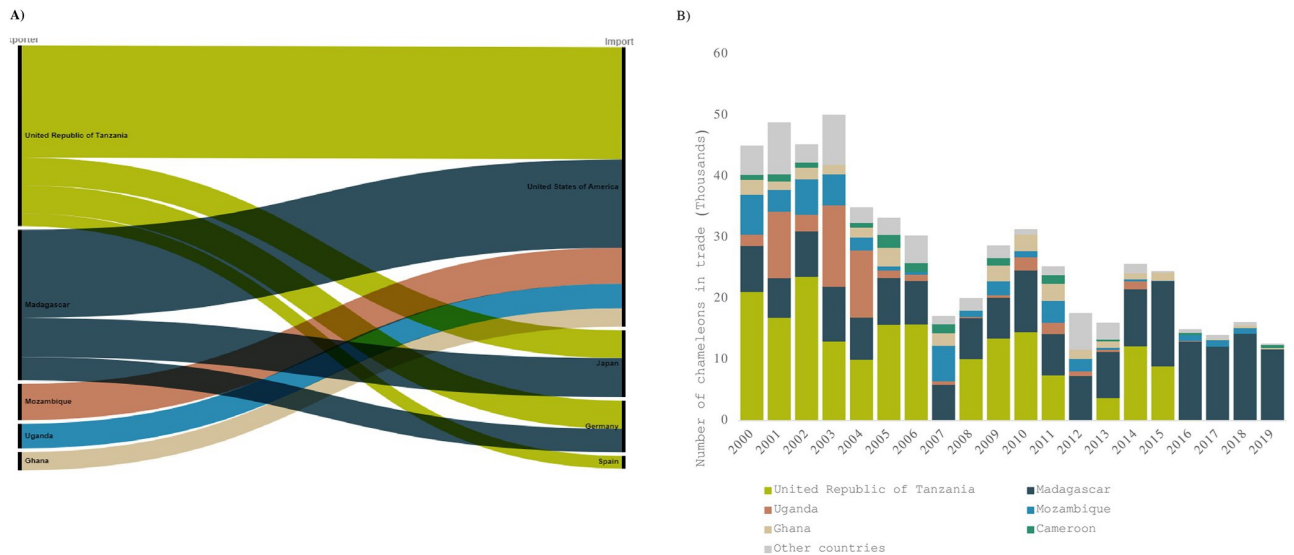 A)
xporter
Import
United Republic of Tanzania
United States of America
Madagascar
Japan
Mozambique
Germany
Uganda
Ghana
Spain
B)
Number of chameleons in trade (Thousands)
60
50
40
30
20
10
0
2000 2001 2002 2003 2004 2005 2006 2007 2008 2009 2010 2011 2012 2013 2014 2015 2016 2017 2018 2019
United Republic of Tanzania Madagascar
Uganda Mozambique
Ghana Cameroon
Other countries